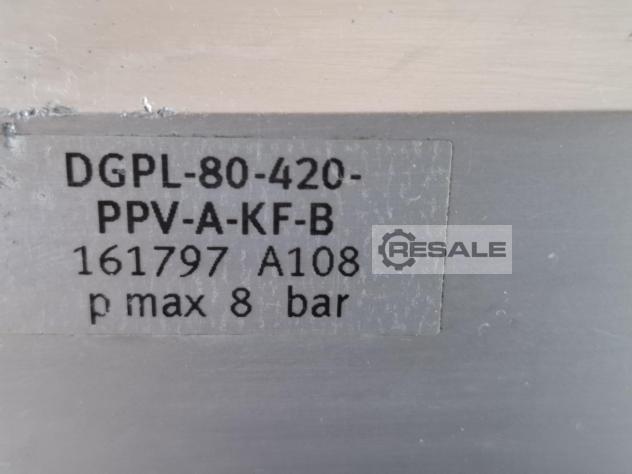 DGPL-80-420-
PPV-A-KF-B
161797 A108
p max 8 bar
RESALE